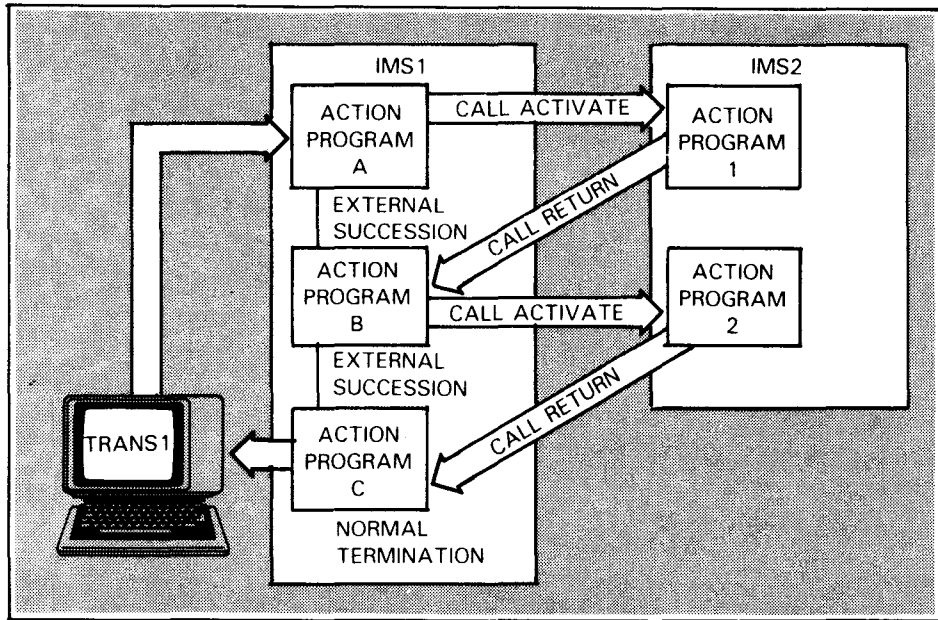 IMS1
IMS2
ACTION
PROGRAM
A
CALL ACTIVATE
ACTION
PROGRAM
1
EXTERNAL
SUCCESSION
CALL RETURN
ACTION
PROGRAM
B
CALL ACTIVATE
ACTION
PROGRAM
2
EXTERNAL
SUCCESSION
CALL RETURN
TRANS1
ACTION
PROGRAM
C
NORMAL
TERMINATION